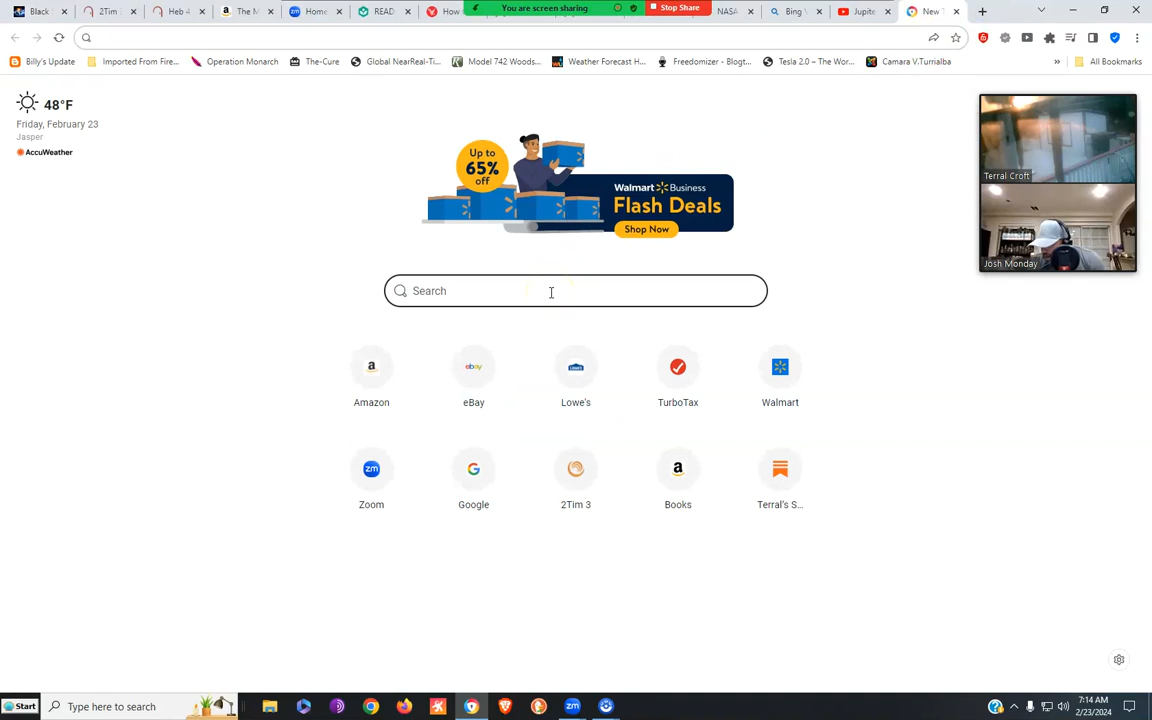 Black
2Tim
Heb 4
The M
Home
READ
How
You are screen sharing
Stop Share
NASA
Bing V
Jupite
New T
Billy's Update
Imported From Fire...
Operation Monarch
The-Cure
Global NearReal-Ti...
Model 742 Woods...
Weather Forecast H...
Freedomizer – Blogt...
Tesla 2.0 – The Wor...
Camara V.Turrialba
»
All Bookmarks
48°F
Friday, February 23
Jasper
AccuWeather
Up to
65%
off
Walmart Business
Flash Deals
Shop Now
Terral Croft
Josh Monday
Search
a
ebay
LOWE'S
Amazon
eBay
Lowe's
TurboTax
Walmart
zm
G
a
Zoom
Google
2Tim 3
Books
Terral's S...
Start
Type here to search
zm
7:14 AM
2/23/2024